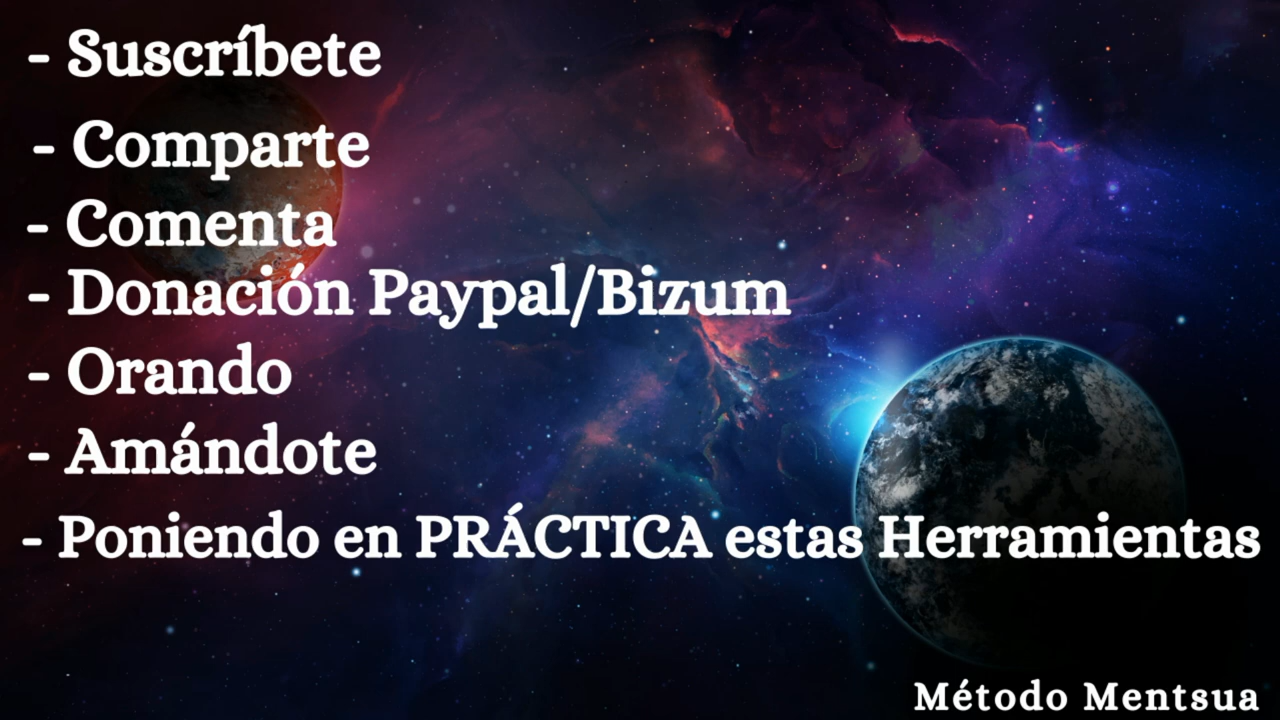 - Suscríbete
- Comparte
- Comenta
- Donación Paypal/Bizum
- Orando
- Amándote
- Poniendo en PRÁCTICA estas Herramientas
Método Mentsua